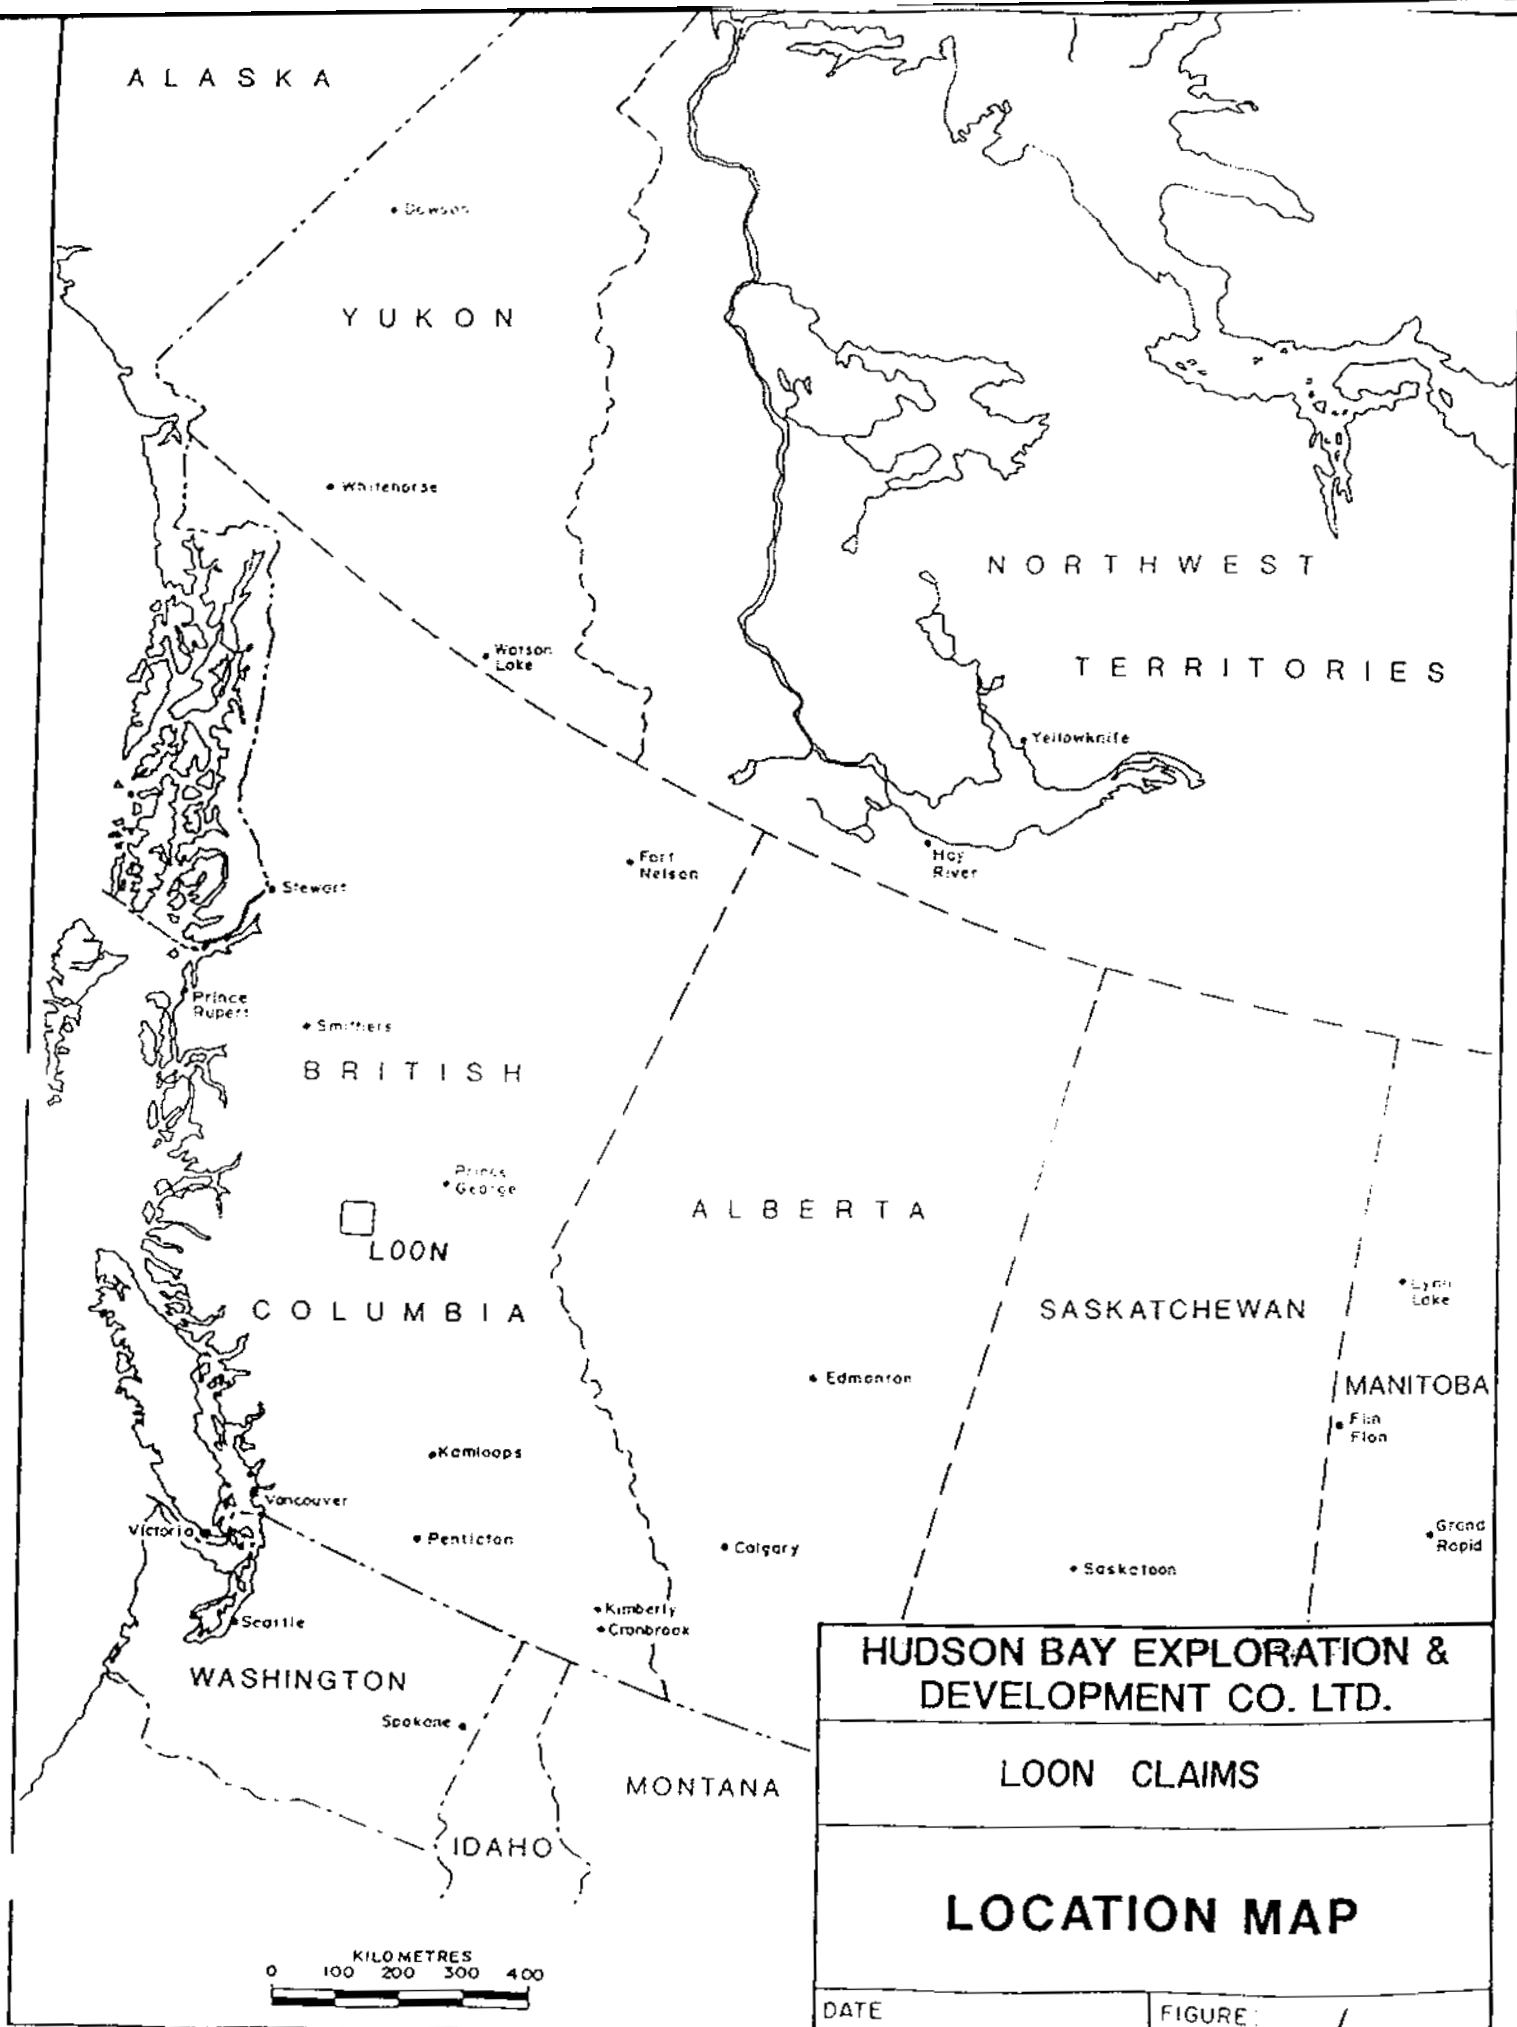 ALASKA
Dawson
YUKON
Whitehorse
NORTHWEST
Watson
Lake
TERRITORIES
Yellowknife
Fort
Nelson
Hay
River
Stewart
Prince
Rupert
Smithers
BRITISH
Prince
George
ALBERTA
LOON
COLUMBIA
SASKATCHEWAN
Lynn
Lake
Edmonton
MANITOBA
Flin
Flon
Kamloops
Vancouver
Victoria
Penticton
Calgary
Saskatoon
Grand
Rapid
Kimberly
Cranbrook
Seattle
WASHINGTON
Spokane
MONTANA
IDAHO
HUDSON BAY EXPLORATION &
DEVELOPMENT CO. LTD.
LOON CLAIMS
LOCATION MAP
KILOMETRES
0 100 200 300 400
DATE
FIGURE: 1